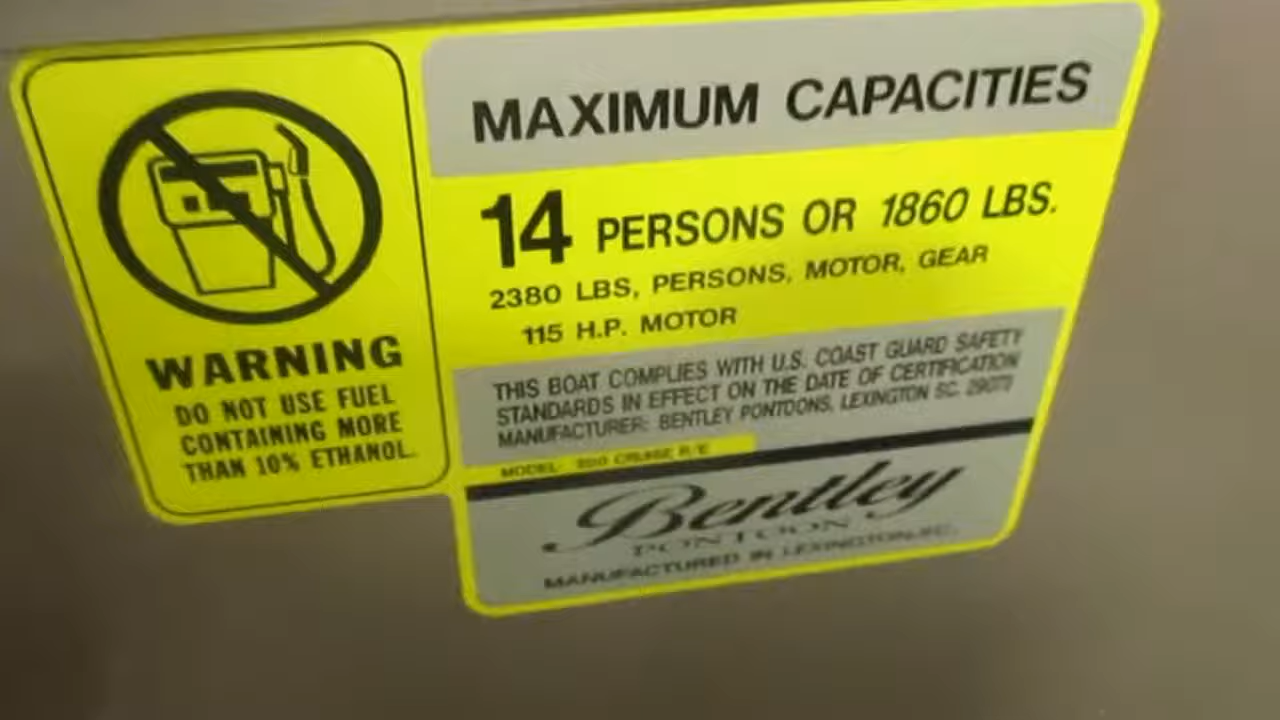 WARNING
DO NOT USE FUEL
CONTAINING MORE
THAN 10% ETHANOL.
MAXIMUM CAPACITIES
14 PERSONS OR 1860 LBS.
2380 LBS, PERSONS, MOTOR, GEAR
115 H.P. MOTOR
THIS BOAT COMPLIES WITH U.S. COAST GUARD SAFETY
STANDARDS IN EFFECT ON THE DATE OF CERTIFICATION
MANUFACTURER: BENTLEY PONTOONS, LEXINGTON SC.
MODEL: CRUISE
Bentley
PONTOON
MANUFACTURED IN LEXINGTON, SC.